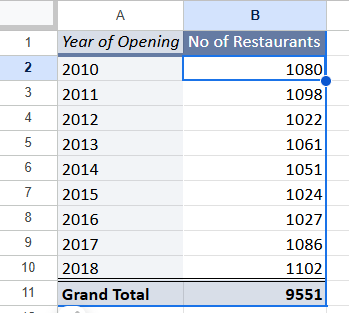 A B
1 Year of Opening No of Restaurants
2 2010 1080
3 2011 1098
4 2012 1022
5 2013 1061
6 2014 1051
7 2015 1024
8 2016 1027
9 2017 1086
10 2018 1102
11 Grand Total 9551